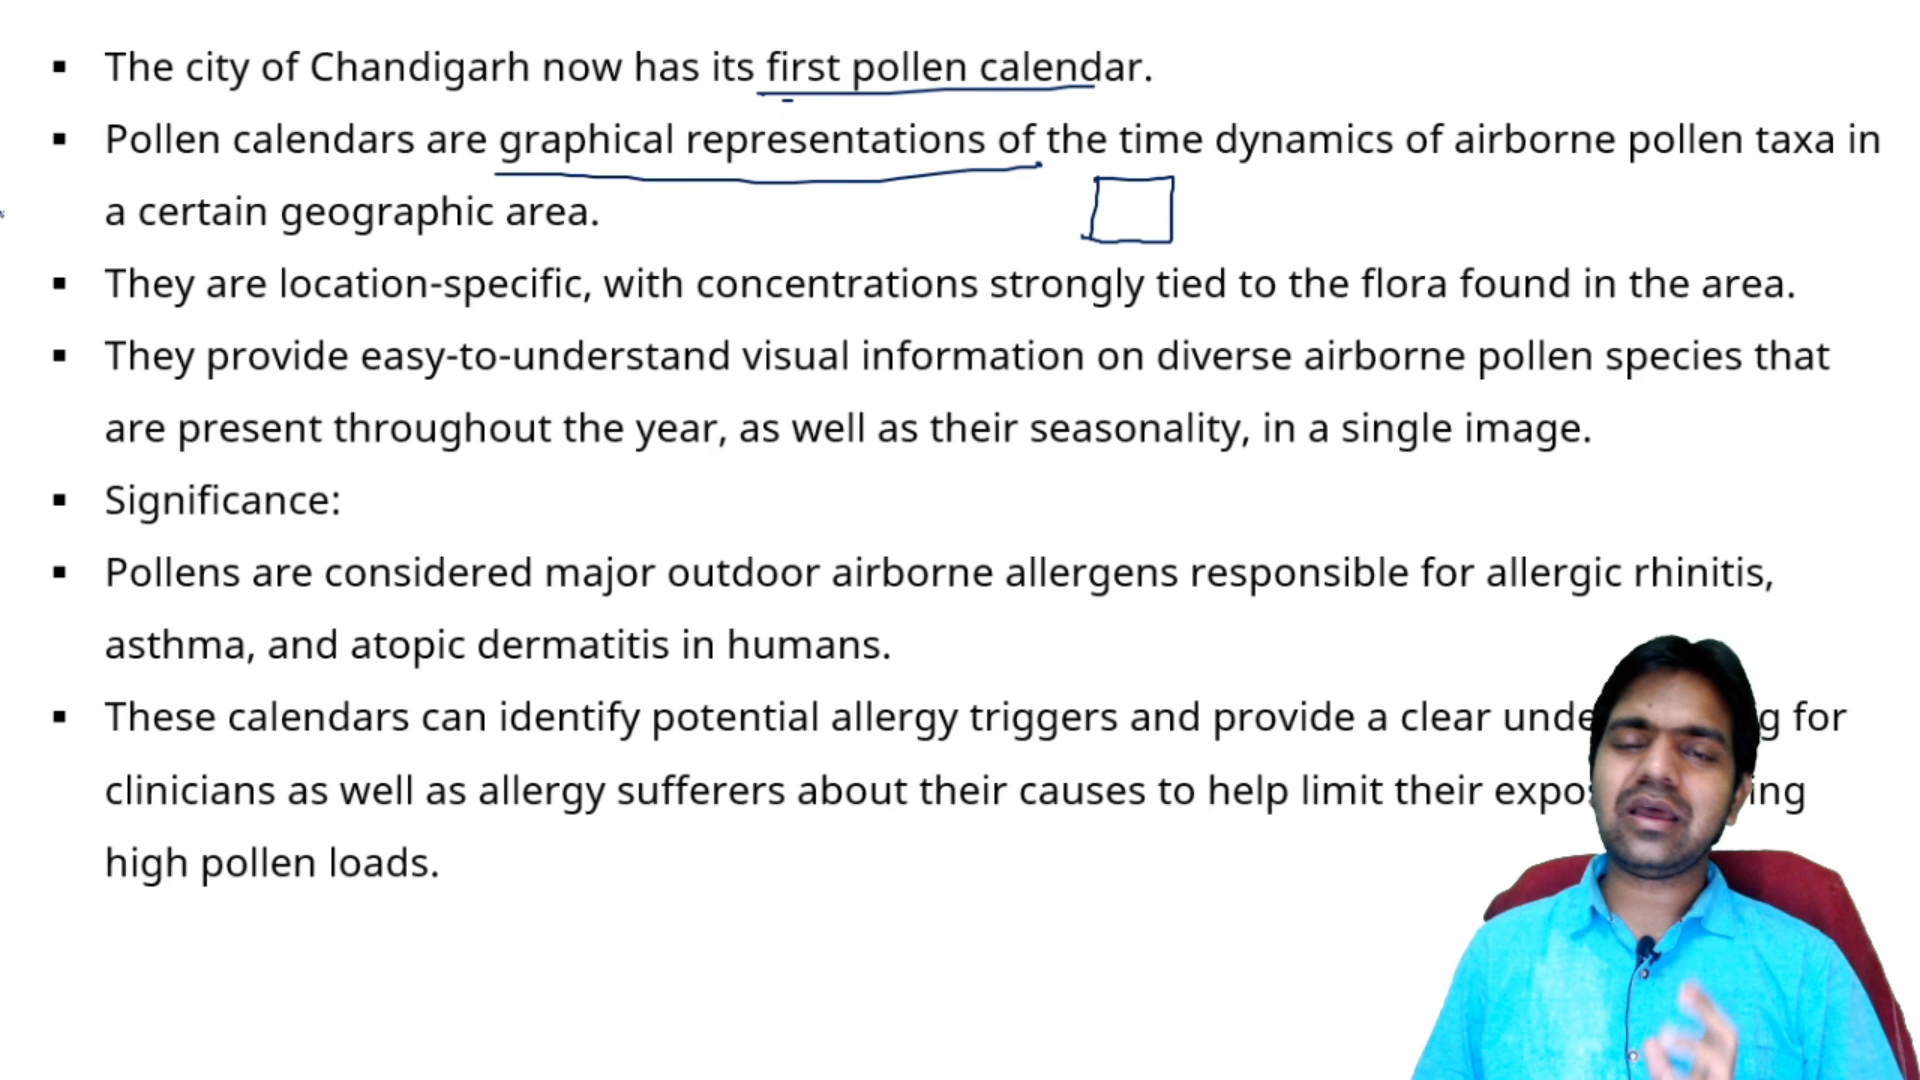 ▪ The city of Chandigarh now has its first pollen calendar.
▪ Pollen calendars are graphical representations of the time dynamics of airborne pollen taxa in
a certain geographic area.
▪ They are location-specific, with concentrations strongly tied to the flora found in the area.
▪ They provide easy-to-understand visual information on diverse airborne pollen species that
are present throughout the year, as well as their seasonality, in a single image.
▪ Significance:
▪ Pollens are considered major outdoor airborne allergens responsible for allergic rhinitis,
asthma, and atopic dermatitis in humans.
▪ These calendars can identify potential allergy triggers and provide a clear for
clinicians as well as allergy sufferers about their causes to help limit their
high pollen loads.